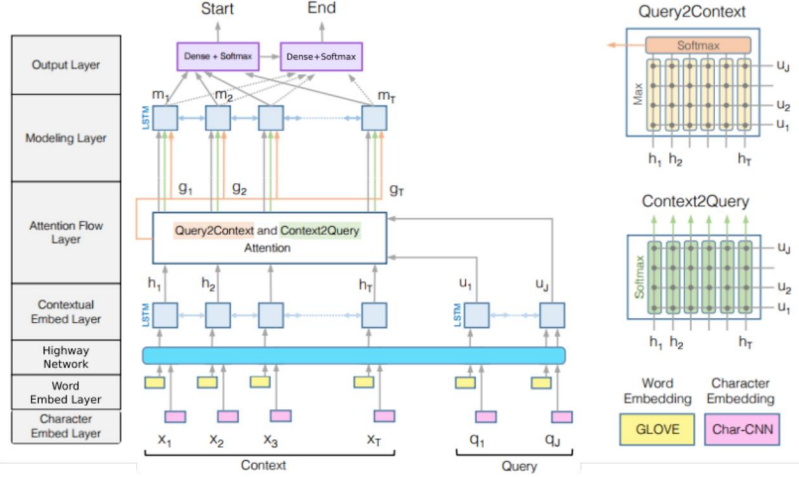 Start End
Output Layer
Dense + Softmax
Dense+Softmax
m1 m2 mT
Modeling Layer
LSTM
g1 g2 gT
Attention Flow
Layer
Query2Context and Context2Query
Attention
h1 h2 hT u1 uJ
Contextual
Embed Layer
LSTM
LSTM
Highway
Network
Word
Embed Layer
Character
Embed Layer
x1 x2 x3 xT q1 qJ
Context Query
Query2Context
Softmax
Max
uJ
u2
u1
h1 h2 hT
Context2Query
Softmax
uJ
u2
u1
h1 h2 hT
Word
Embedding
Character
Embedding
GLOVE
Char-CNN